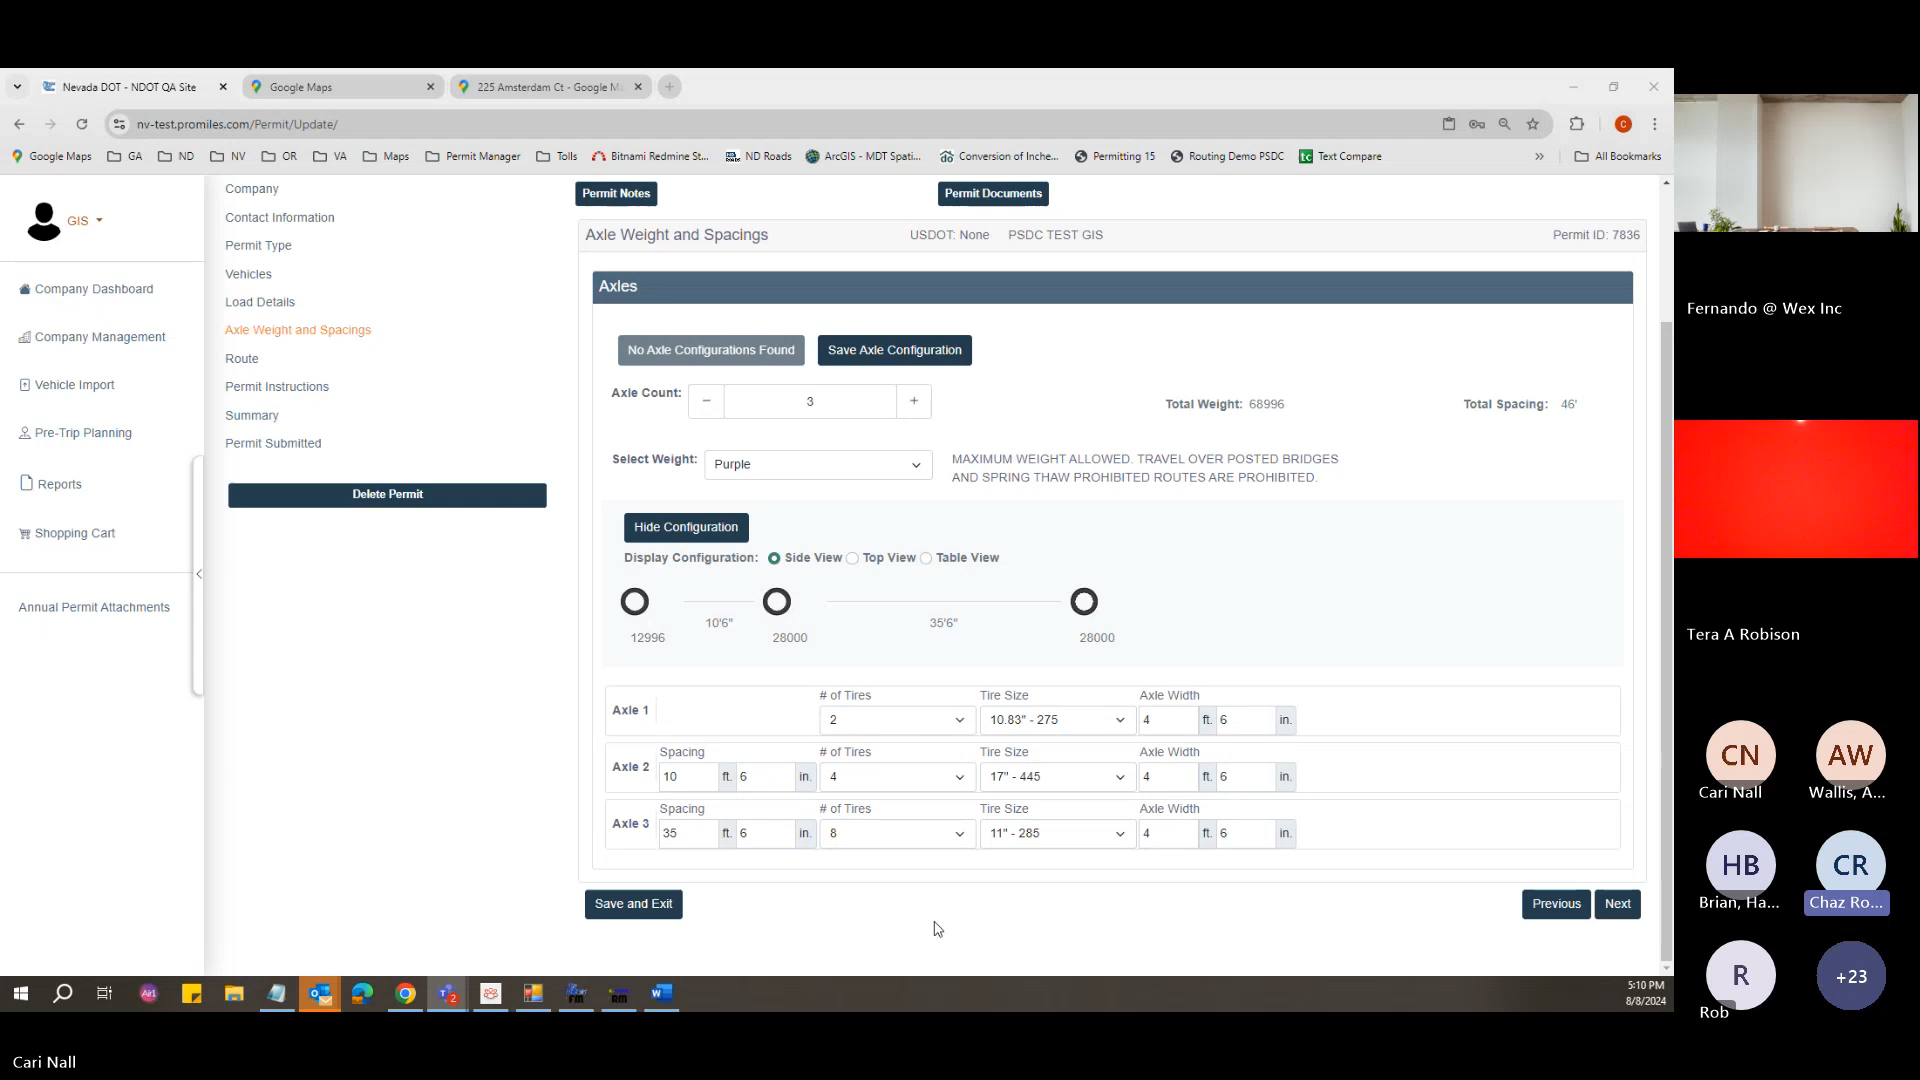 Nevada DOT - NDOT QA Site
Google Maps
225 Amsterdam Ct - Google M
nv-test.promiles.com/Permit/Update/
C
Google Maps
GA
ND
NV
OR
VA
Maps
Permit Manager
Tolls
Bitnami Redmine St...
ND Roads
ArcGIS - MDT Spati...
Conversion of Inche...
Permitting 15
Routing Demo PSDC
tc Text Compare
All Bookmarks
GIS
Company Dashboard
Company Management
Vehicle Import
Pre-Trip Planning
Reports
Shopping Cart
Annual Permit Attachments
Company
Contact Information
Permit Type
Vehicles
Load Details
Axle Weight and Spacings
Route
Permit Instructions
Summary
Permit Submitted
Delete Permit
Permit Notes
Permit Documents
Axle Weight and Spacings
USDOT: None
PSDC TEST GIS
Permit ID: 7836
Axles
No Axle Configurations Found
Save Axle Configuration
Axle Count:
−
3
+
Total Weight: 68996
Total Spacing: 46'
Select Weight:
Purple
MAXIMUM WEIGHT ALLOWED. TRAVEL OVER POSTED BRIDGES
AND SPRING THAW PROHIBITED ROUTES ARE PROHIBITED.
Hide Configuration
Display Configuration: Side View Top View Table View
10'6" 35'6"
12996 28000 28000
# of Tires Tire Size Axle Width
Axle 1 2 10.83" - 275 4 ft. 6 in.
Spacing # of Tires Tire Size Axle Width
Axle 2 10 ft. 6 in. 4 17" - 445 4 ft. 6 in.
Spacing # of Tires Tire Size Axle Width
Axle 3 35 ft. 6 in. 8 11" - 285 4 ft. 6 in.
Save and Exit
Previous
Next
5:10 PM
8/8/2024
Fernando @ Wex Inc
Tera A Robison
CN
Cari Nall
AW
Wallis, A...
HB
Brian, Ha...
CR
Chaz Ro...
R
Rob
+23
Cari Nall